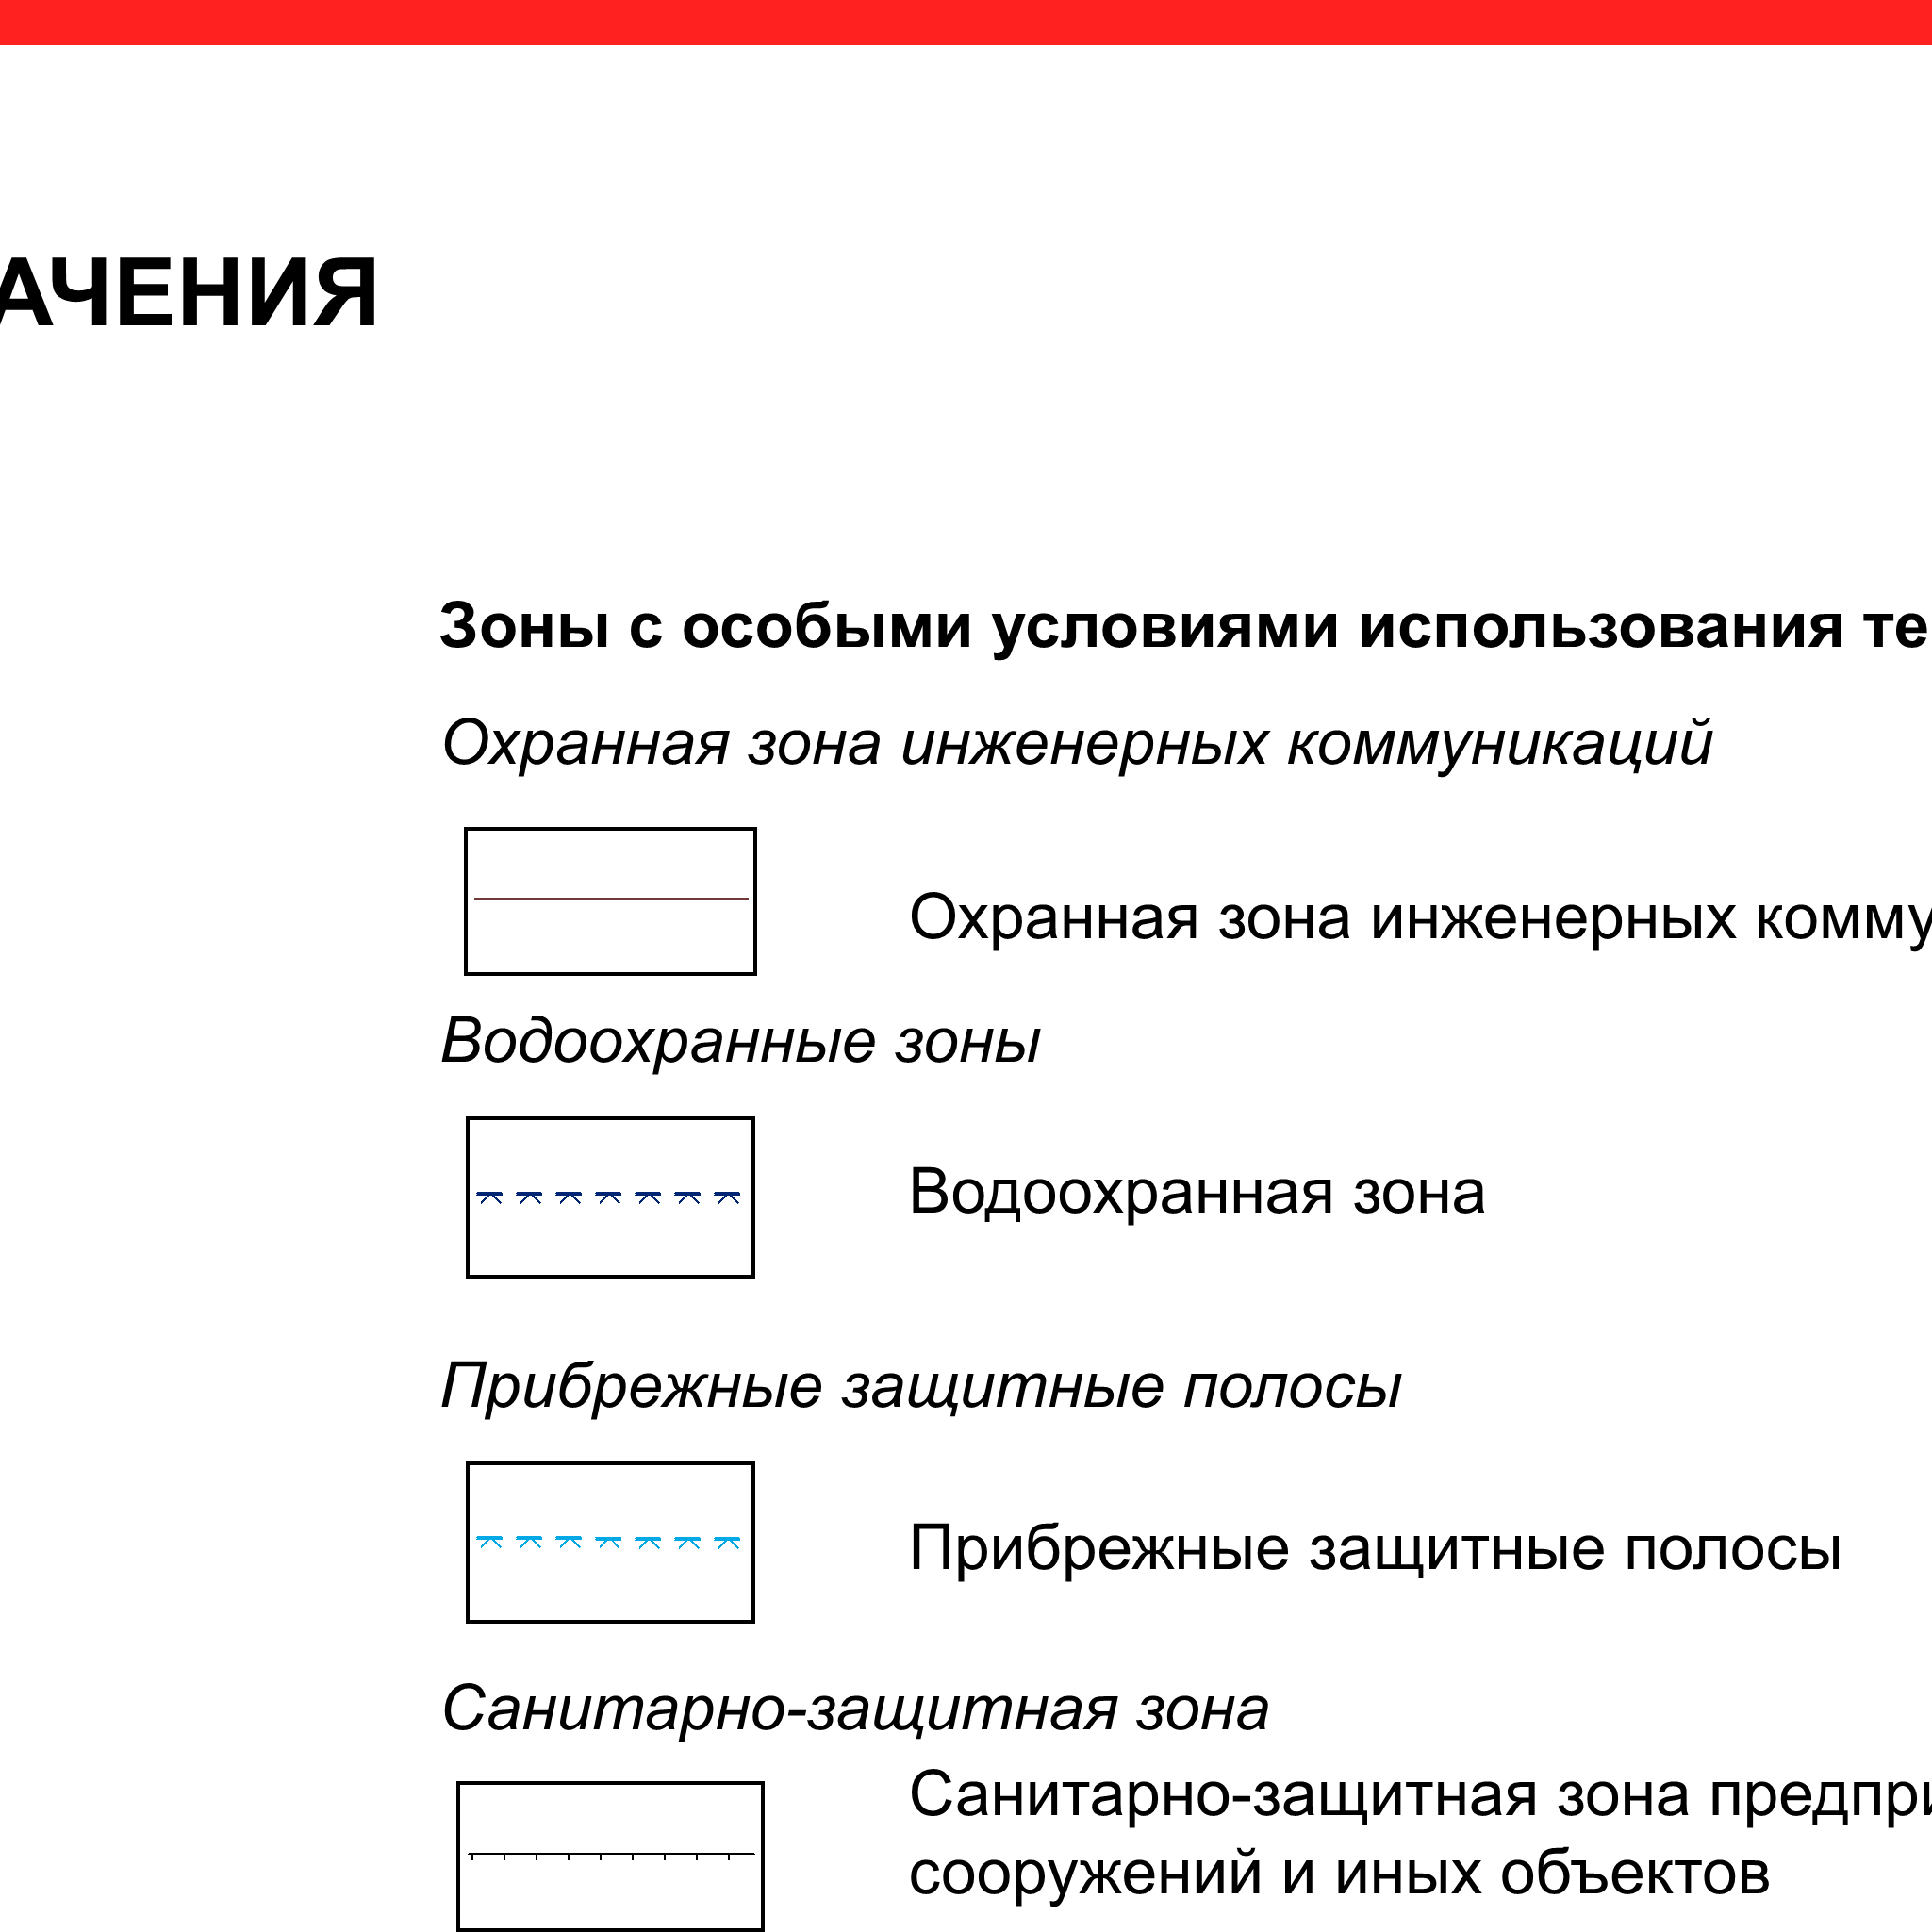 АЧЕНИЯ
Зоны с особыми условиями использования те
Охранная зона инженерных коммуникаций
Охранная зона инженерных комму
Водоохранные зоны
Водоохранная зона
Прибрежные защитные полосы
Прибрежные защитные полосы
Санитарно-защитная зона
Санитарно-защитная зона предпри
сооружений и иных объектов